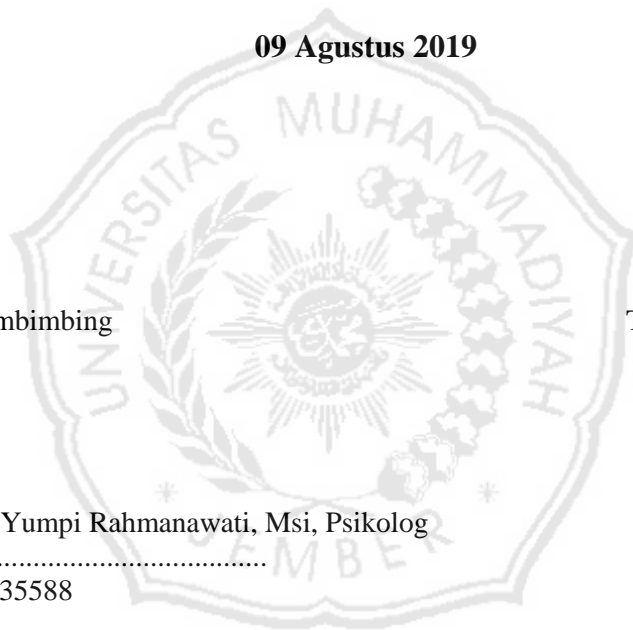 09 Agustus 2019
UNIVERSITAS MUHAMMADIYAH
mbimbing T
Yumpi Rahmanawati, Msi, Psikolog
....................................
35588
JEMBER